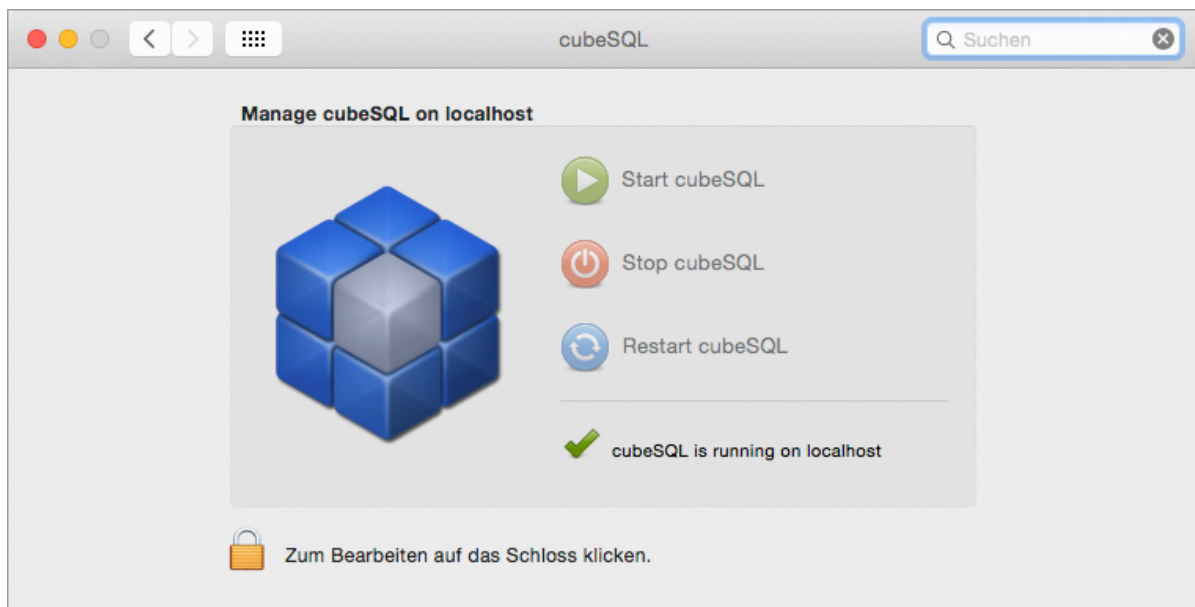 cubeSQL
Suchen
Manage cubeSQL on localhost
Start cubeSQL
Stop cubeSQL
Restart cubeSQL
cubeSQL is running on localhost
Zum Bearbeiten auf das Schloss klicken.